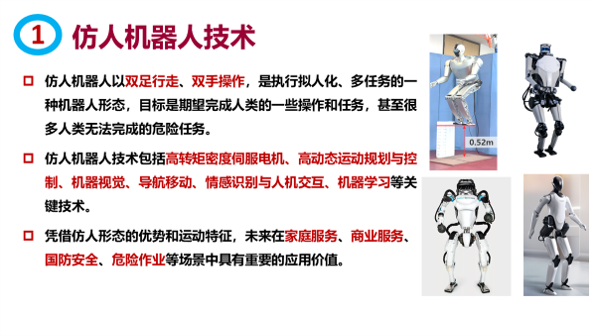 1 仿人机器人技术
仿人机器人以双足行走、双手操作，是执行拟人化、多任务的一
种机器人形态，目标是期望完成人类的一些操作和任务，甚至很
多人类无法完成的危险任务。
仿人机器人技术包括高转矩密度伺服电机、高动态运动规划与控
制、机器视觉、导航移动、情感识别与人机交互、机器学习等关
键技术。
凭借仿人形态的优势和运动特征，未来在家庭服务、商业服务、
国防安全、危险作业等场景中具有重要的应用价值。
0.52m